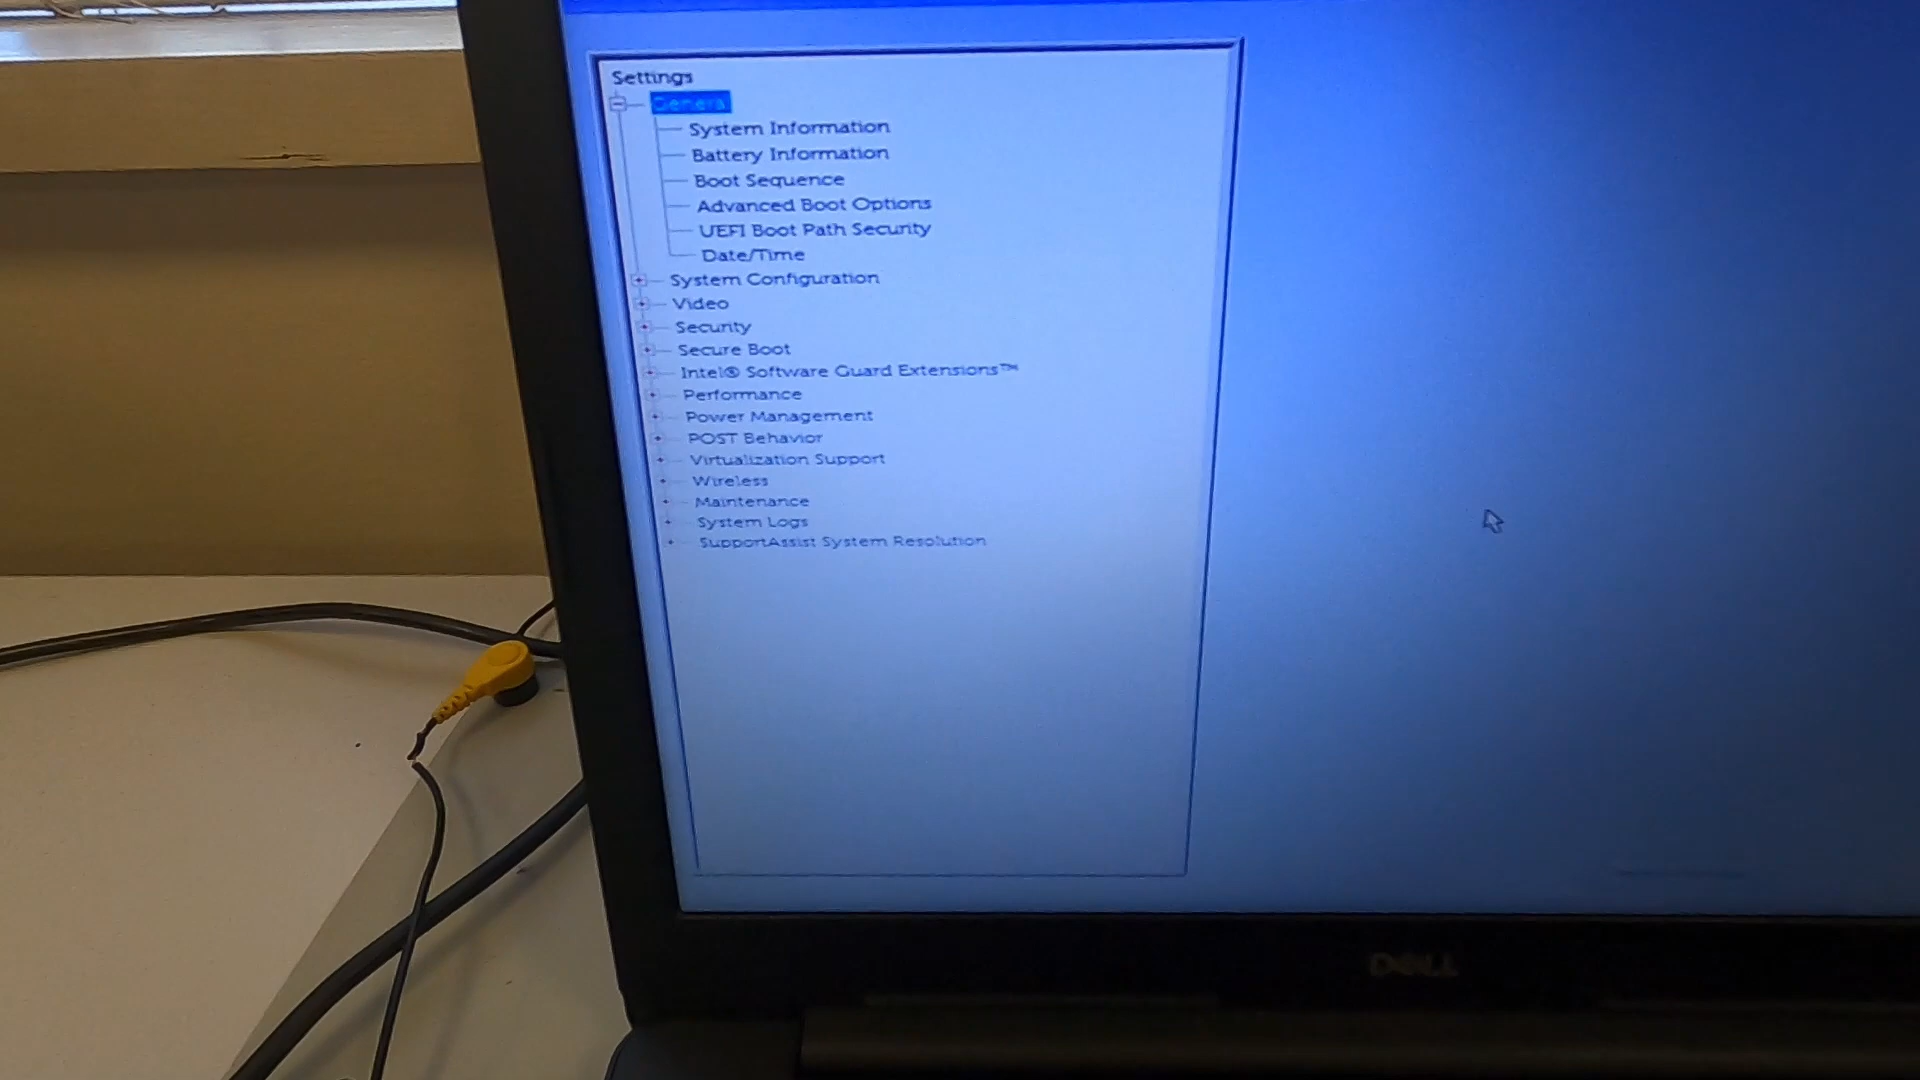 Settings
General
System Information
Battery Information
Boot Sequence
Advanced Boot Options
UEFI Boot Path Security
Date/Time
System Configuration
Video
Security
Secure Boot
Intel® Software Guard Extensions™
Performance
Power Management
POST Behavior
Virtualization Support
Wireless
Maintenance
System Logs
SupportAssist System Resolution
DELL